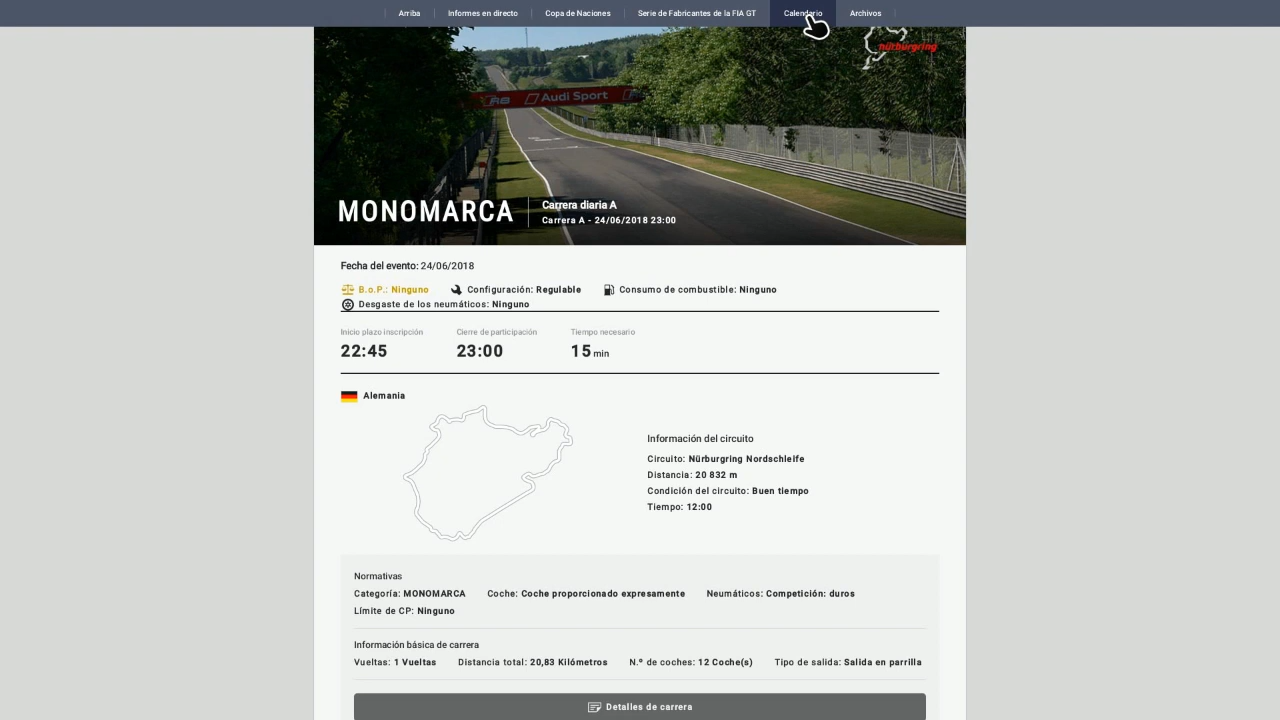 Arriba Informes en directo Copa de Naciones Serie de Fabricantes de la FIA GT Calendario Archivos
nürburgring
R8 Audi Sport
MONOMARCA
Carrera diaria A
Carrera A - 24/06/2018 23:00
Fecha del evento: 24/06/2018
B.o.P.: Ninguno Configuración: Regulable Consumo de combustible: Ninguno
Desgaste de los neumáticos: Ninguno
Inicio plazo inscripción Cierre de participación Tiempo necesario
22:45 23:00 15 min
Alemania
Información del circuito
Circuito: Nürburgring Nordschleife
Distancia: 20 832 m
Condición del circuito: Buen tiempo
Tiempo: 12:00
Normativas
Categoría: MONOMARCA Coche: Coche proporcionado expresamente Neumáticos: Competición: duros
Límite de CP: Ninguno
Información básica de carrera
Vueltas: 1 Vueltas Distancia total: 20,83 Kilómetros N.º de coches: 12 Coche(s) Tipo de salida: Salida en parrilla
Detalles de carrera